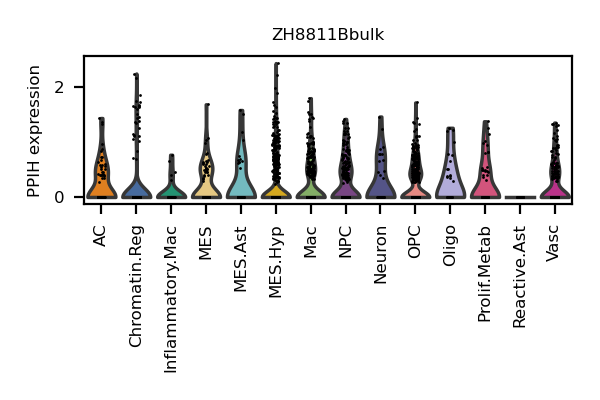 ZH8811Bbulk
PPIH expression
2
0
AC
Chromatin.Reg
Inflammatory.Mac
MES
MES.Ast
MES.Hyp
Mac
NPC
Neuron
OPC
Oligo
Prolif.Metab
Reactive.Ast
Vasc